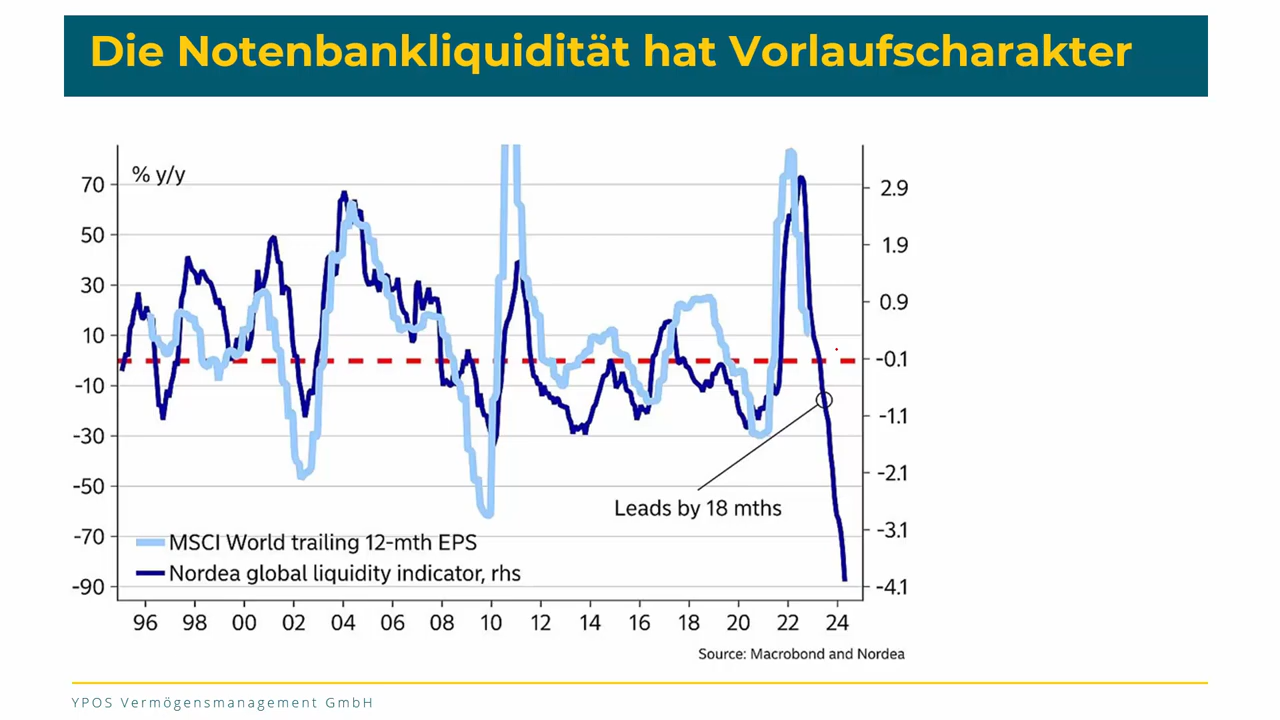 Die Notenbankliquidität hat Vorlaufscharakter
% y/y
70
50
30
10
-10
-30
-50
-70
-90
2.9
1.9
0.9
-0.1
-1.1
-2.1
-3.1
-4.1
Leads by 18 mths
MSCI World trailing 12-mth EPS
Nordea global liquidity indicator, rhs
96 98 00 02 04 06 08 10 12 14 16 18 20 22 24
Source: Macrobond and Nordea
YPOS Vermögensmanagement GmbH